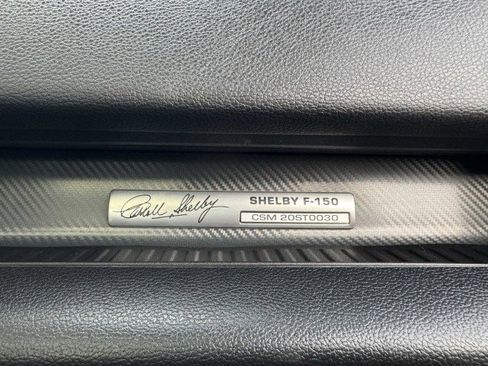 Carroll Shelby
SHELBY F-150
CSM 20ST0030